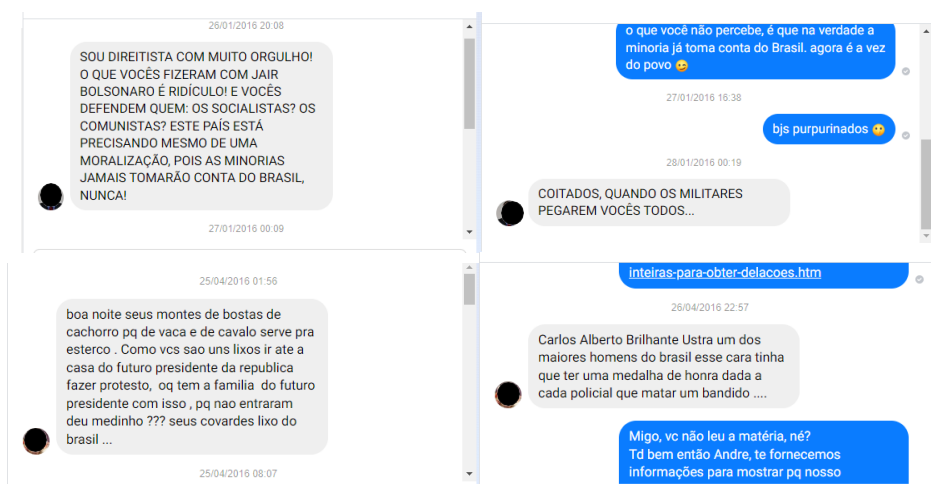 26/01/2016 20:08
SOU DIREITISTA COM MUITO ORGULHO!
O QUE VOCÊS FIZERAM COM JAIR
BOLSONARO É RIDÍCULO! E VOCÊS
DEFENDEM QUEM: OS SOCIALISTAS? OS
COMUNISTAS? ESTE PAÍS ESTÁ
PRECISANDO MESMO DE UMA
MORALIZAÇÃO, POIS AS MINORIAS
JAMAIS TOMARÃO CONTA DO BRASIL,
NUNCA!
27/01/2016 00:09
o que você não percebe, é que na verdade a
minoria já toma conta do Brasil. agora é a vez
do povo 😉
27/01/2016 16:38
bjs purpurinados 😗
28/01/2016 00:19
COITADOS, QUANDO OS MILITARES
PEGAREM VOCÊS TODOS...
25/04/2016 01:56
boa noite seus montes de bostas de
cachorro pq de vaca e de cavalo serve pra
esterco . Como vcs sao uns lixos ir ate a
casa do futuro presidente da republica
fazer protesto, oq tem a familia do futuro
presidente com isso , pq nao entraram
deu medinho ??? seus covardes lixo do
brasil ...
25/04/2016 08:07
inteiras-para-obter-delacoes.htm
26/04/2016 22:57
Carlos Alberto Brilhante Ustra um dos
maiores homens do brasil esse cara tinha
que ter uma medalha de honra dada a
cada policial que matar um bandido ....
Migo, vc não leu a matéria, né?
Td bem então Andre, te fornecemos
informações para mostrar pq nosso